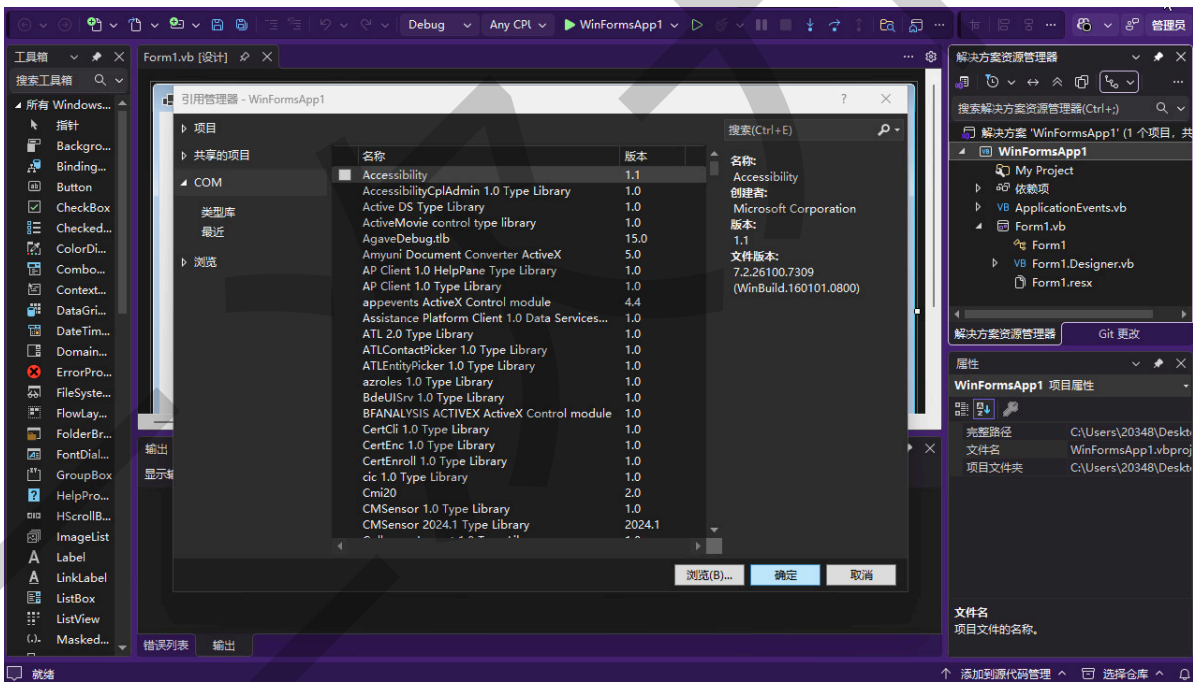 Debug
Any CPU
WinFormsApp1
管理员
工具箱
搜索工具箱
所有 Windows...
指针
Backgro...
Binding...
Button
CheckBox
Checked...
ColorDi...
Combo...
Context...
DataGri...
DateTim...
Domain...
ErrorPro...
FileSyste...
FlowLay...
FolderBr...
FontDial...
GroupBox
HelpPro...
HScrollB...
ImageList
Label
LinkLabel
ListBox
ListView
Masked...
Form1.vb [设计]
引用管理器 - WinFormsApp1
项目
共享的项目
COM
类型库
最近
浏览
搜索(Ctrl+E)
名称 版本
Accessibility 1.1
AccessibilityCplAdmin 1.0 Type Library 1.0
Active DS Type Library 1.0
ActiveMovie control type library 1.0
AgaveDebug.tlb 15.0
Amyuni Document Converter ActiveX 5.0
AP Client 1.0 HelpPane Type Library 1.0
AP Client 1.0 Type Library 1.0
appevents ActiveX Control module 4.4
Assistance Platform Client 1.0 Data Services... 1.0
ATL 2.0 Type Library 1.0
ATLContactPicker 1.0 Type Library 1.0
ATLEntityPicker 1.0 Type Library 1.0
azroles 1.0 Type Library 1.0
BdeUISrv 1.0 Type Library 1.0
BFANALYSIS ACTIVEX ActiveX Control module 1.0
CertCli 1.0 Type Library 1.0
CertEnc 1.0 Type Library 1.0
CertEnroll 1.0 Type Library 1.0
cic 1.0 Type Library 1.0
Cmi20 2.0
CMSensor 1.0 Type Library 1.0
CMSensor 2024.1 Type Library 2024.1
名称:
Accessibility
创建者:
Microsoft Corporation
版本:
1.1
文件版本:
7.2.26100.7309
(WinBuild.160101.0800)
浏览(B)...
确定
取消
输出
错误列表
输出
解决方案资源管理器
搜索解决方案资源管理器(Ctrl+;)
解决方案 'WinFormsApp1' (1 个项目, 共
WinFormsApp1
My Project
依赖项
VB ApplicationEvents.vb
Form1.vb
Form1
VB Form1.Designer.vb
Form1.resx
解决方案资源管理器
Git 更改
属性
WinFormsApp1 项目属性
完整路径 C:\Users\20348\Deskt
文件名 WinFormsApp1.vbproj
项目文件夹 C:\Users\20348\Deskt
文件名
项目文件的名称。
就绪
添加到源代码管理
选择仓库